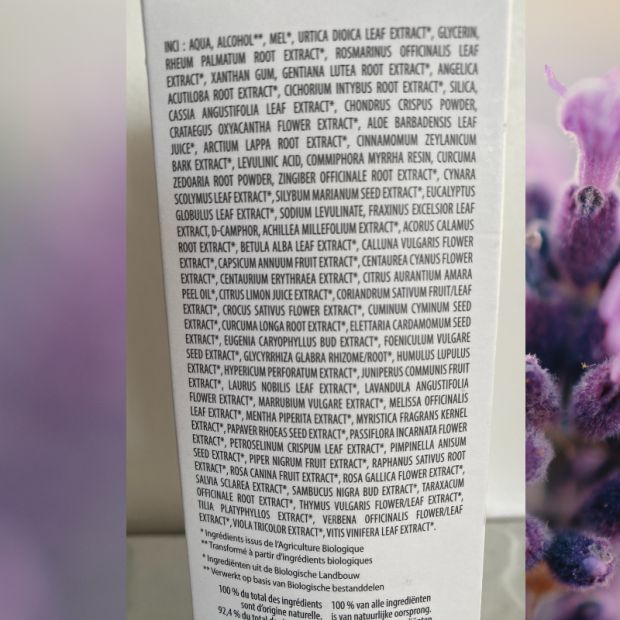 INCI : AQUA, ALCOHOL**, MEL*, URTICA DIOICA LEAF EXTRACT*, GLYCERIN,
RHEUM PALMATUM ROOT EXTRACT*, ROSMARINUS OFFICINALIS LEAF
EXTRACT*, XANTHAN GUM, GENTIANA LUTEA ROOT EXTRACT*, ANGELICA
ACUTILOBA ROOT EXTRACT*, CICHORIUM INTYBUS ROOT EXTRACT*, SILICA,
CASSIA ANGUSTIFOLIA LEAF EXTRACT*, CHONDRUS CRISPUS POWDER,
CRATAEGUS OXYACANTHA FLOWER EXTRACT*, ALOE BARBADENSIS LEAF
JUICE*, ARCTIUM LAPPA ROOT EXTRACT*, CINNAMOMUM ZEYLANICUM
BARK EXTRACT*, LEVULINIC ACID, COMMIPHORA MYRRHA RESIN, CURCUMA
ZEDOARIA ROOT POWDER, ZINGIBER OFFICINALE ROOT EXTRACT*, CYNARA
SCOLYMUS LEAF EXTRACT*, SILYBUM MARIANUM SEED EXTRACT*, EUCALYPTUS
GLOBULUS LEAF EXTRACT*, SODIUM LEVULINATE, FRAXINUS EXCELSIOR LEAF
EXTRACT, D-CAMPHOR, ACHILLEA MILLEFOLIUM EXTRACT*, ACORUS CALAMUS
ROOT EXTRACT*, BETULA ALBA LEAF EXTRACT*, CALLUNA VULGARIS FLOWER
EXTRACT*, CAPSICUM ANNUUM FRUIT EXTRACT*, CENTAUREA CYANUS FLOWER
EXTRACT*, CENTAURIUM ERYTHRAEA EXTRACT*, CITRUS AURANTIUM AMARA
PEEL OIL*, CITRUS LIMON JUICE EXTRACT*, CORIANDRUM SATIVUM FRUIT/LEAF
EXTRACT*, CROCUS SATIVUS FLOWER EXTRACT*, CUMINUM CYMINUM SEED
EXTRACT*, CURCUMA LONGA ROOT EXTRACT*, ELETTARIA CARDAMOMUM SEED
EXTRACT*, EUGENIA CARYOPHYLLUS BUD EXTRACT*, FOENICULUM VULGARE
SEED EXTRACT*, GLYCYRRHIZA GLABRA RHIZOME/ROOT*, HUMULUS LUPULUS
EXTRACT*, HYPERICUM PERFORATUM EXTRACT*, JUNIPERUS COMMUNIS FRUIT
EXTRACT*, LAURUS NOBILIS LEAF EXTRACT*, LAVANDULA ANGUSTIFOLIA
FLOWER EXTRACT*, MARRUBIUM VULGARE EXTRACT*, MELISSA OFFICINALIS
LEAF EXTRACT*, MENTHA PIPERITA EXTRACT*, MYRISTICA FRAGRANS KERNEL
EXTRACT*, PAPAVER RHOEAS SEED EXTRACT*, PASSIFLORA INCARNATA FLOWER
EXTRACT*, PETROSELINUM CRISPUM LEAF EXTRACT*, PIMPINELLA ANISUM
SEED EXTRACT*, PIPER NIGRUM FRUIT EXTRACT*, RAPHANUS SATIVUS ROOT
EXTRACT*, ROSA CANINA FRUIT EXTRACT*, ROSA GALLICA FLOWER EXTRACT*,
SALVIA SCLAREA EXTRACT*, SAMBUCUS NIGRA BUD EXTRACT*, TARAXACUM
OFFICINALE ROOT EXTRACT*, THYMUS VULGARIS FLOWER/LEAF EXTRACT*,
TILIA PLATYPHYLLOS EXTRACT*, VERBENA OFFICINALIS FLOWER/LEAF
EXTRACT*, VIOLA TRICOLOR EXTRACT*, VITIS VINIFERA LEAF EXTRACT*.
* Ingrédients issus de l'Agriculture Biologique
** Transformé à partir d'ingrédients biologiques
* Ingrediënten uit de Biologische Landbouw
** Verwerkt op basis van Biologische bestanddelen
100 % du total des ingrédients
sont d'origine naturelle.
92,4 % du total
100 % van alle ingrediënten
is van natuurlijke oorsprong.